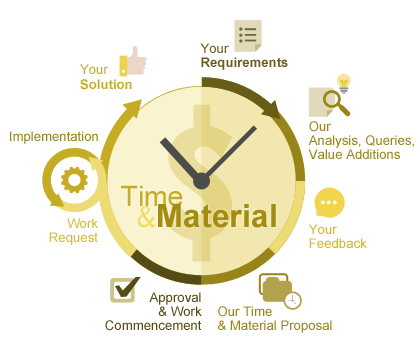 Your
Requirements
Our
Analysis, Queries,
Value Additions
Your
Feedback
Our Time
& Material Proposal
Approval
& Work
Commencement
Work
Request
Implementation
Your
Solution
Time
& Material
$